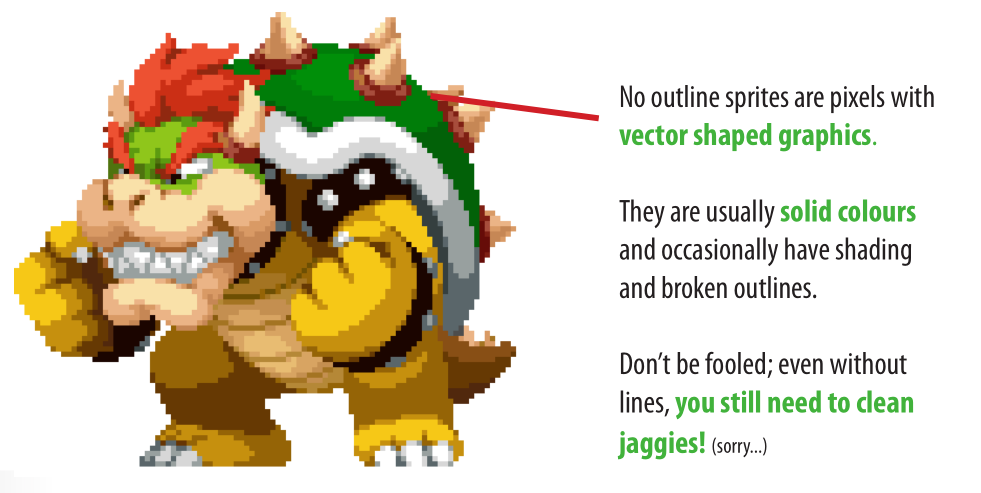 No outline sprites are pixels with
vector shaped graphics.
They are usually solid colours
and occasionally have shading
and broken outlines.
Don’t be fooled; even without
lines, you still need to clean
jaggies! (sorry...)